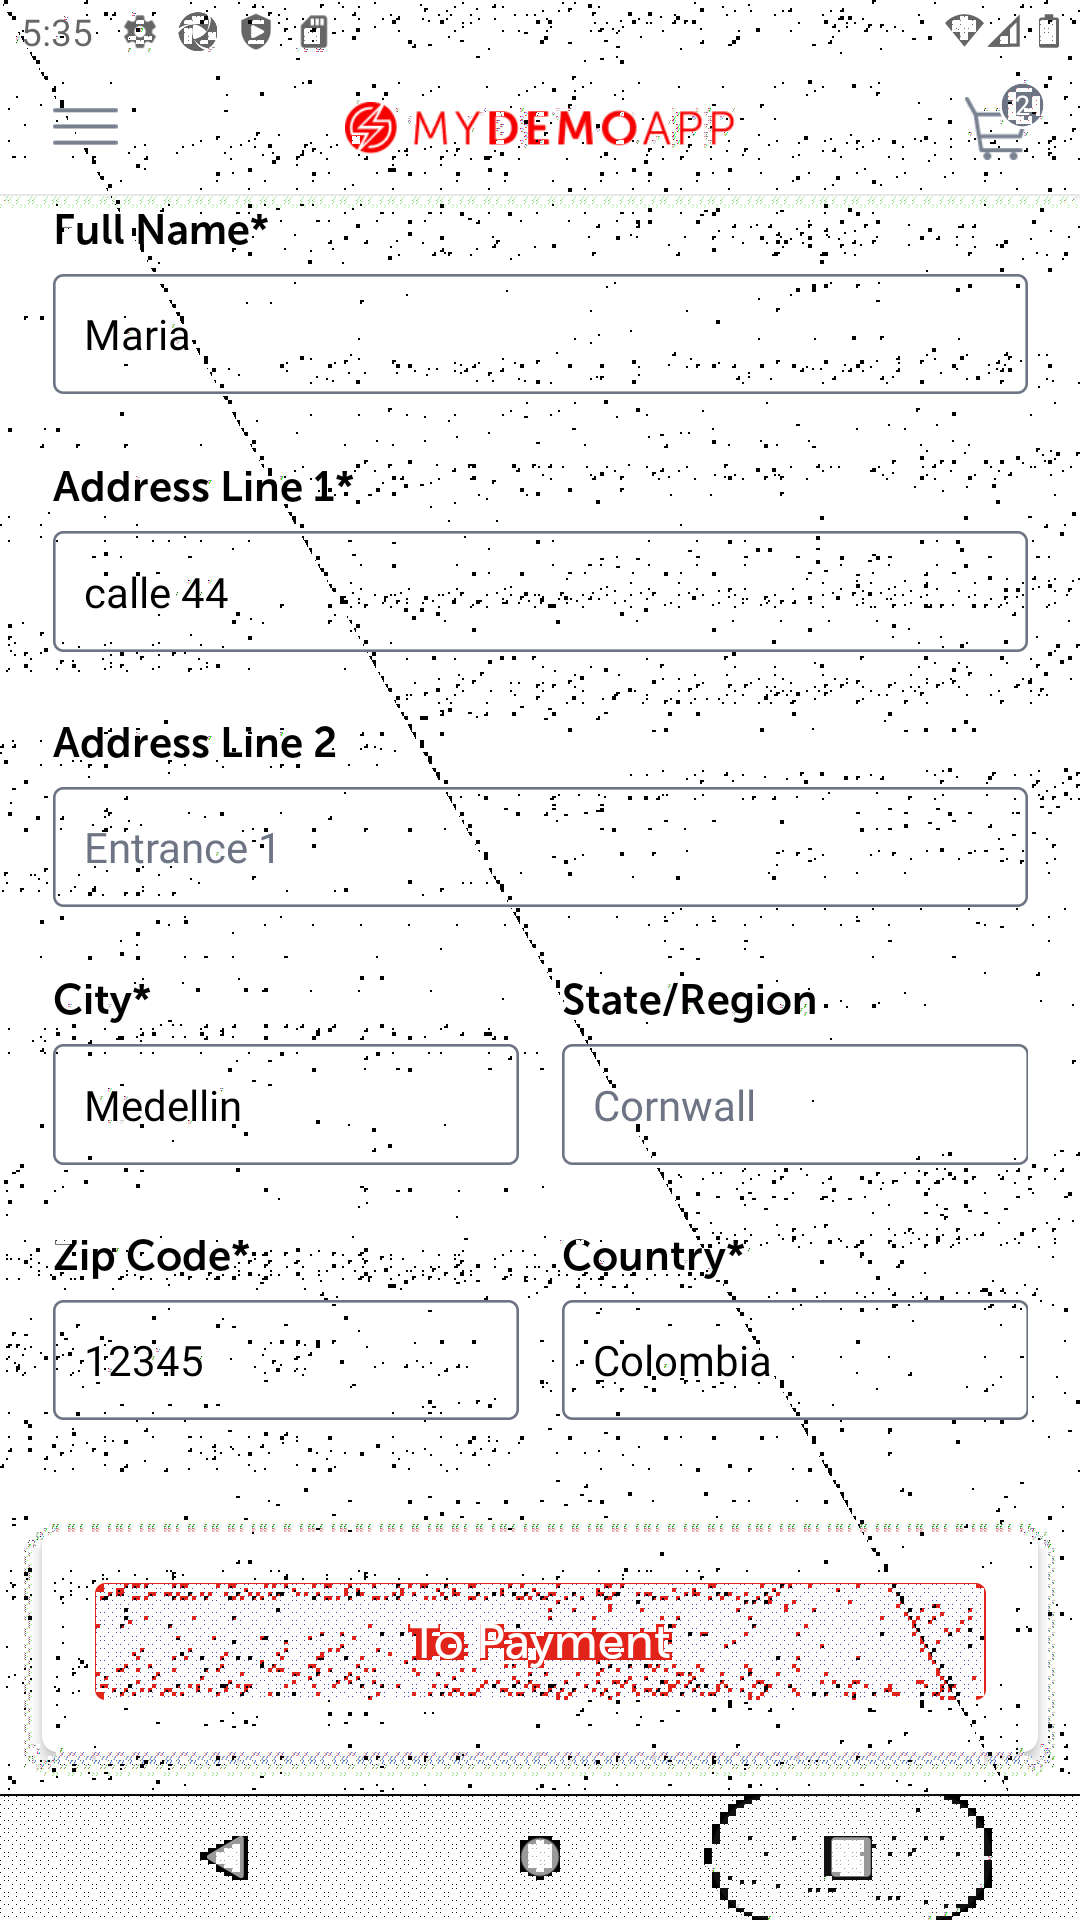 5:35
MYDEMOAPP
2
Full Name*
Maria
Address Line 1*
calle 44
Address Line 2
Entrance 1
City* State/Region
Medellin Cornwall
Zip Code* Country*
12345 Colombia
To Payment